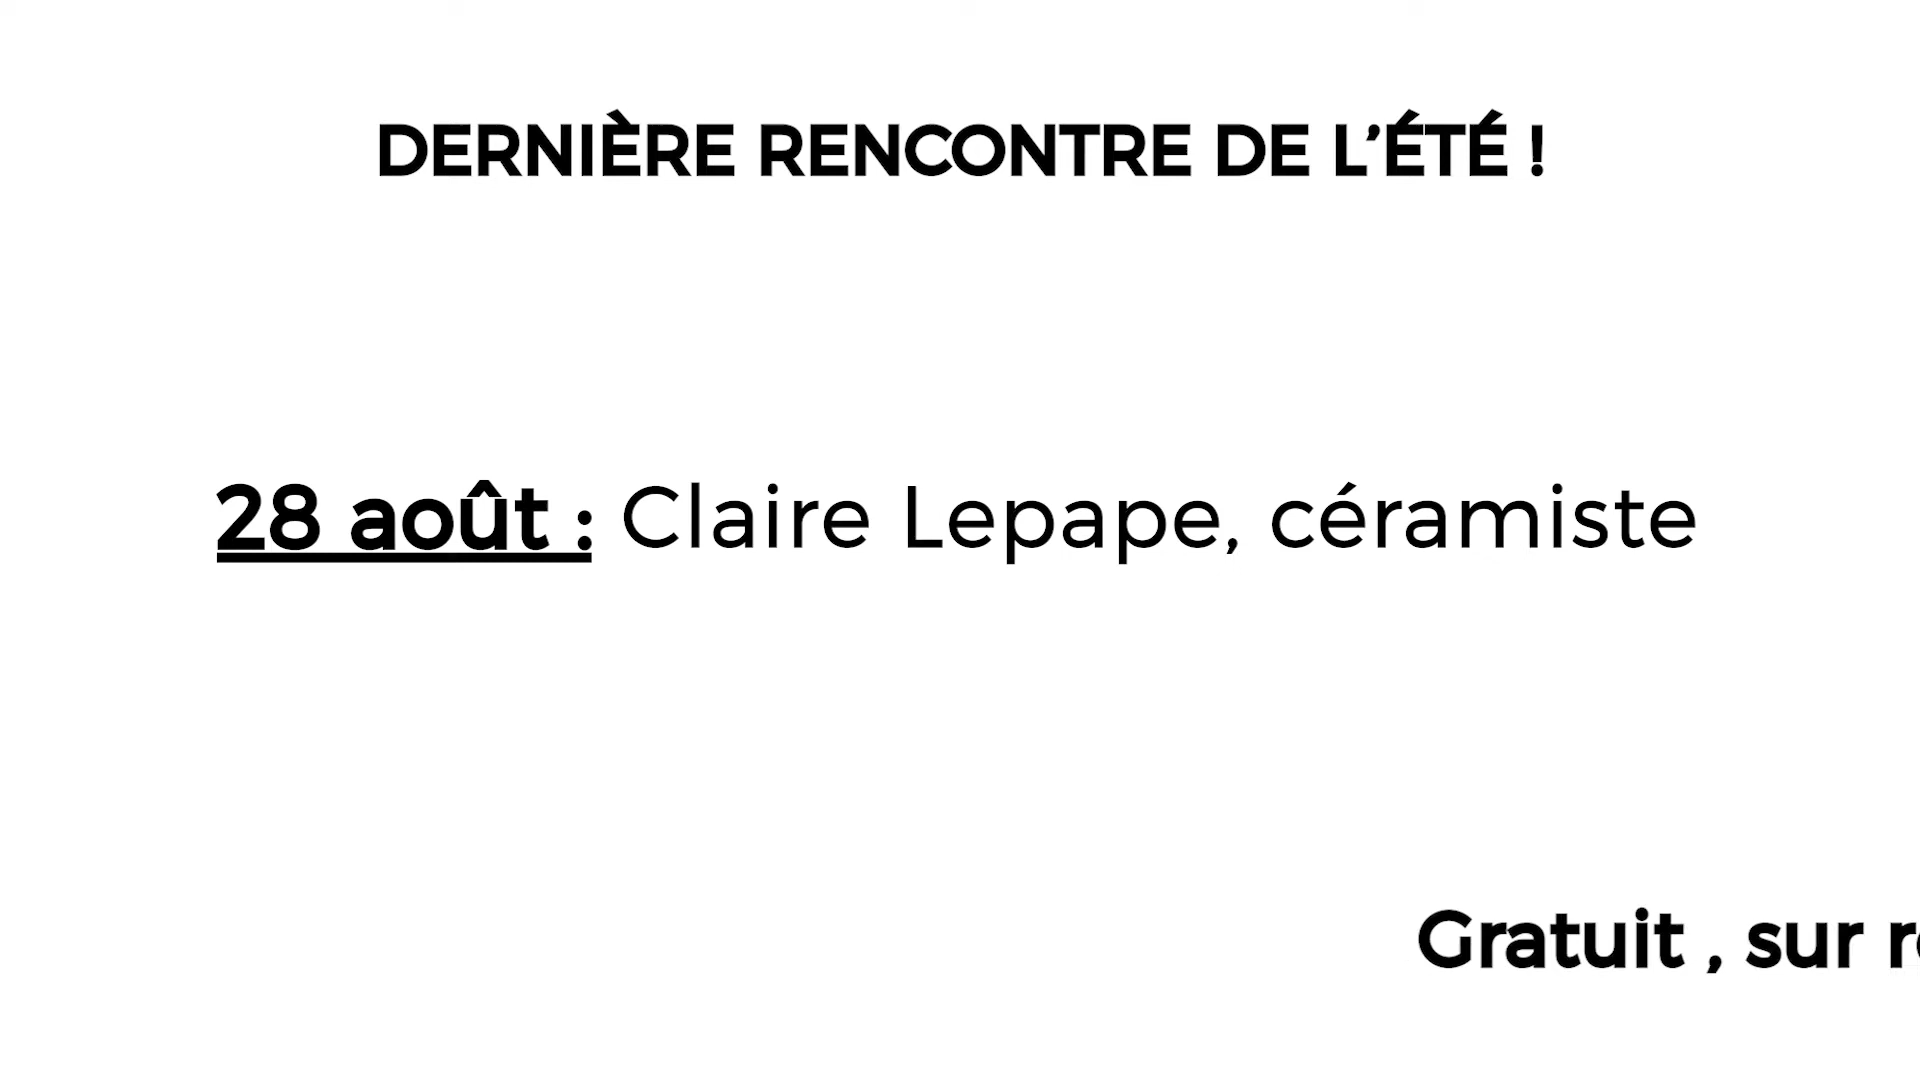 DERNIÈRE RENCONTRE DE L’ÉTÉ !
28 août : Claire Lepape, céramiste
Gratuit , sur